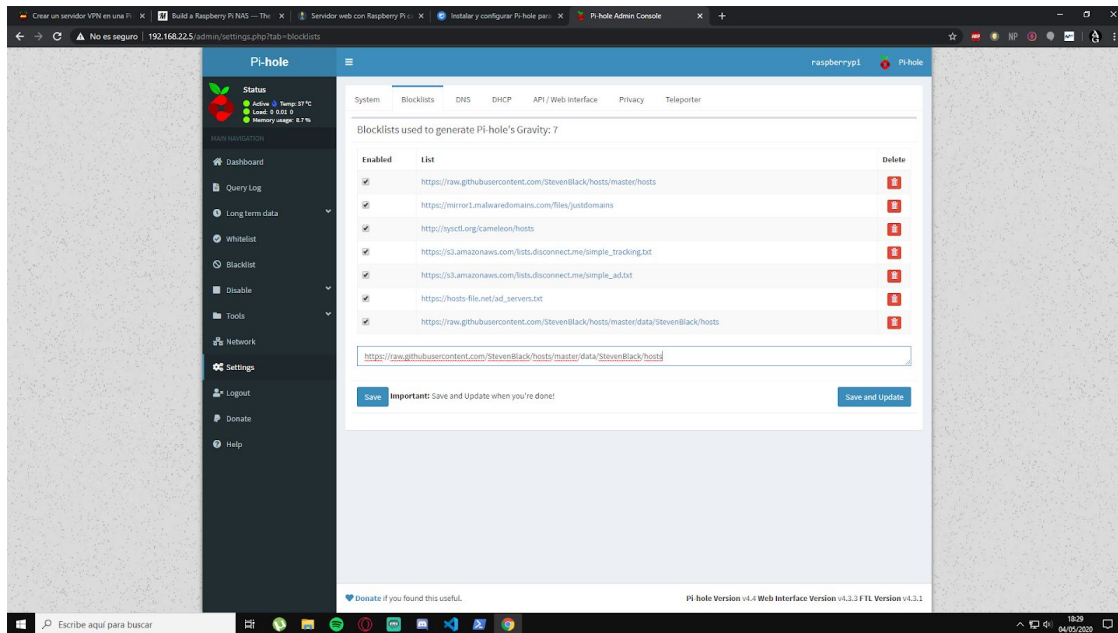 Crear un servidor VPN en una Pi
Build a Raspberry Pi NAS — The
Servidor web con Raspberry Pi c
Instalar y configurar Pi-hole para
Pi-hole Admin Console
No es seguro | 192.168.22.5/admin/settings.php?tab=blocklists
Pi-hole
raspberrypi
Pi-hole
Status
Active Temp: 37 °C
Load: 0 0.01 0
Memory usage: 8.7 %
MAIN NAVIGATION
Dashboard
Query Log
Long term data
Whitelist
Blacklist
Disable
Tools
Network
Settings
Logout
Donate
Help
System Blocklists DNS DHCP API / Web interface Privacy Teleporter
Blocklists used to generate Pi-hole's Gravity: 7
Enabled List Delete
https://raw.githubusercontent.com/StevenBlack/hosts/master/hosts
https://mirror1.malwaredomains.com/files/justdomains
http://sysctl.org/cameleon/hosts
https://s3.amazonaws.com/lists.disconnect.me/simple_tracking.txt
https://s3.amazonaws.com/lists.disconnect.me/simple_ad.txt
https://hosts-file.net/ad_servers.txt
https://raw.githubusercontent.com/StevenBlack/hosts/master/data/StevenBlack/hosts
https://raw.githubusercontent.com/StevenBlack/hosts/master/data/StevenBlack/hosts
Save Important: Save and Update when you're done! Save and Update
Donate if you found this useful.
Pi-hole Version v4.4 Web Interface Version v4.3.3 FTL Version v4.3.1
Escribe aquí para buscar
18:29
04/05/2020